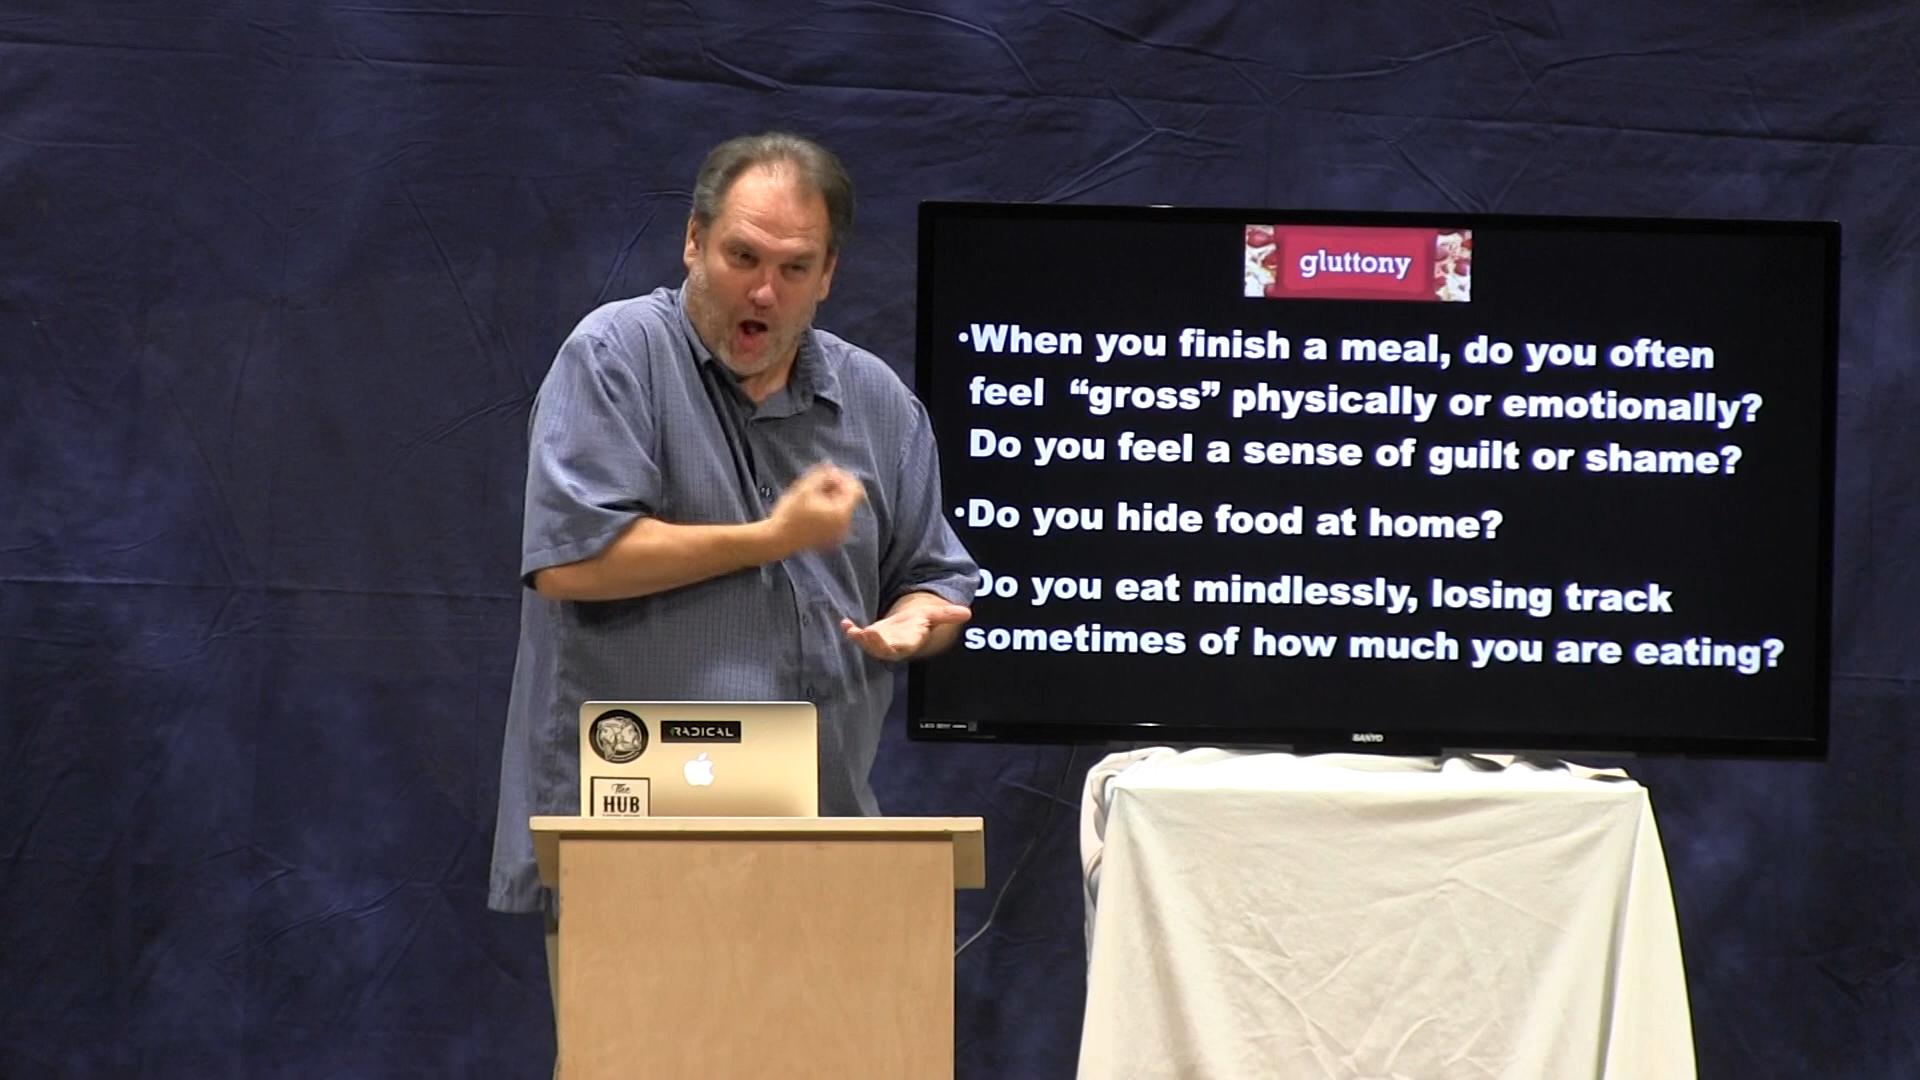 gluttony
•When you finish a meal, do you often
feel “gross” physically or emotionally?
Do you feel a sense of guilt or shame?
•Do you hide food at home?
Do you eat mindlessly, losing track
sometimes of how much you are eating?
SANYO
RADICAL
The
HUB